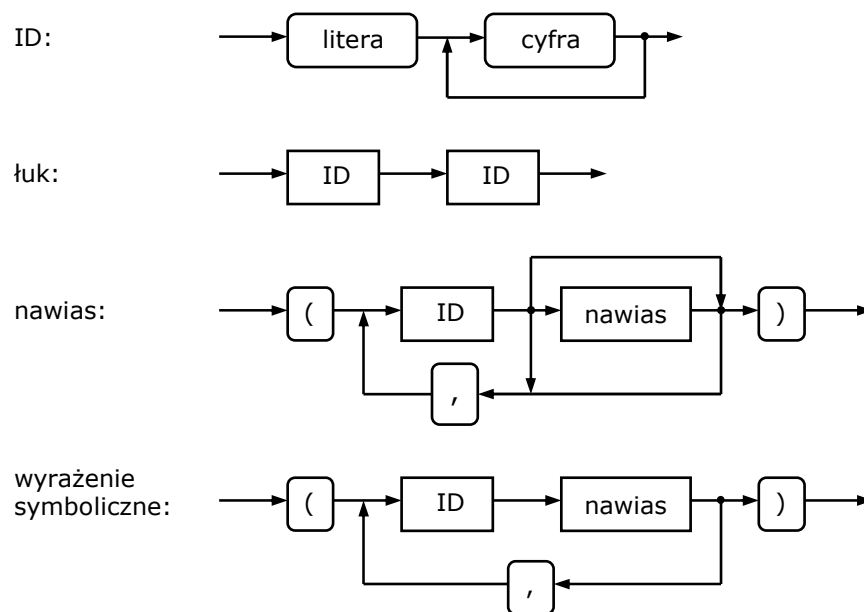 ID:
litera
cyfra
łuk:
ID
ID
nawias:
(
ID
nawias
)
,
wyrażenie
symboliczne:
(
ID
nawias
)
,